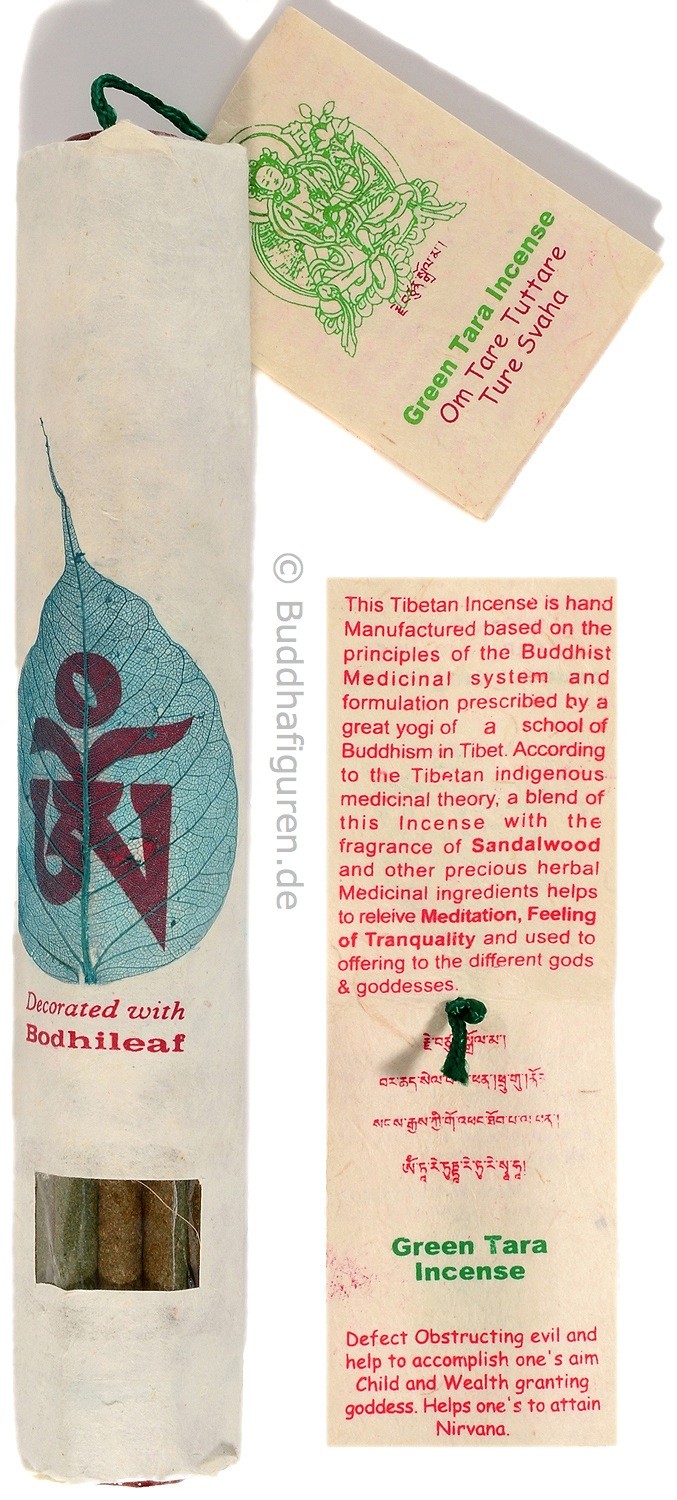 Green Tara Incense
Om Tare Tuttare
Ture Svaha
ༀ
Decorated with
Bodhileaf
© Buddhafiguren.de
This Tibetan Incense is hand
Manufactured based on the
principles of the Buddhist
Medicinal system and
formulation prescribed by a
great yogi of a school of
Buddhism in Tibet. According
to the Tibetan indigenous
medicinal theory, a blend of
this Incense with the
fragrance of Sandalwood
and other precious herbal
Medicinal ingredients helps
to releive Meditation, Feeling
of Tranquality and used to
offering to the different gods
& goddesses.
Green Tara
Incense
Defect Obstructing evil and
help to accomplish one's aim
Child and Wealth granting
goddess. Helps one's to attain
Nirvana.